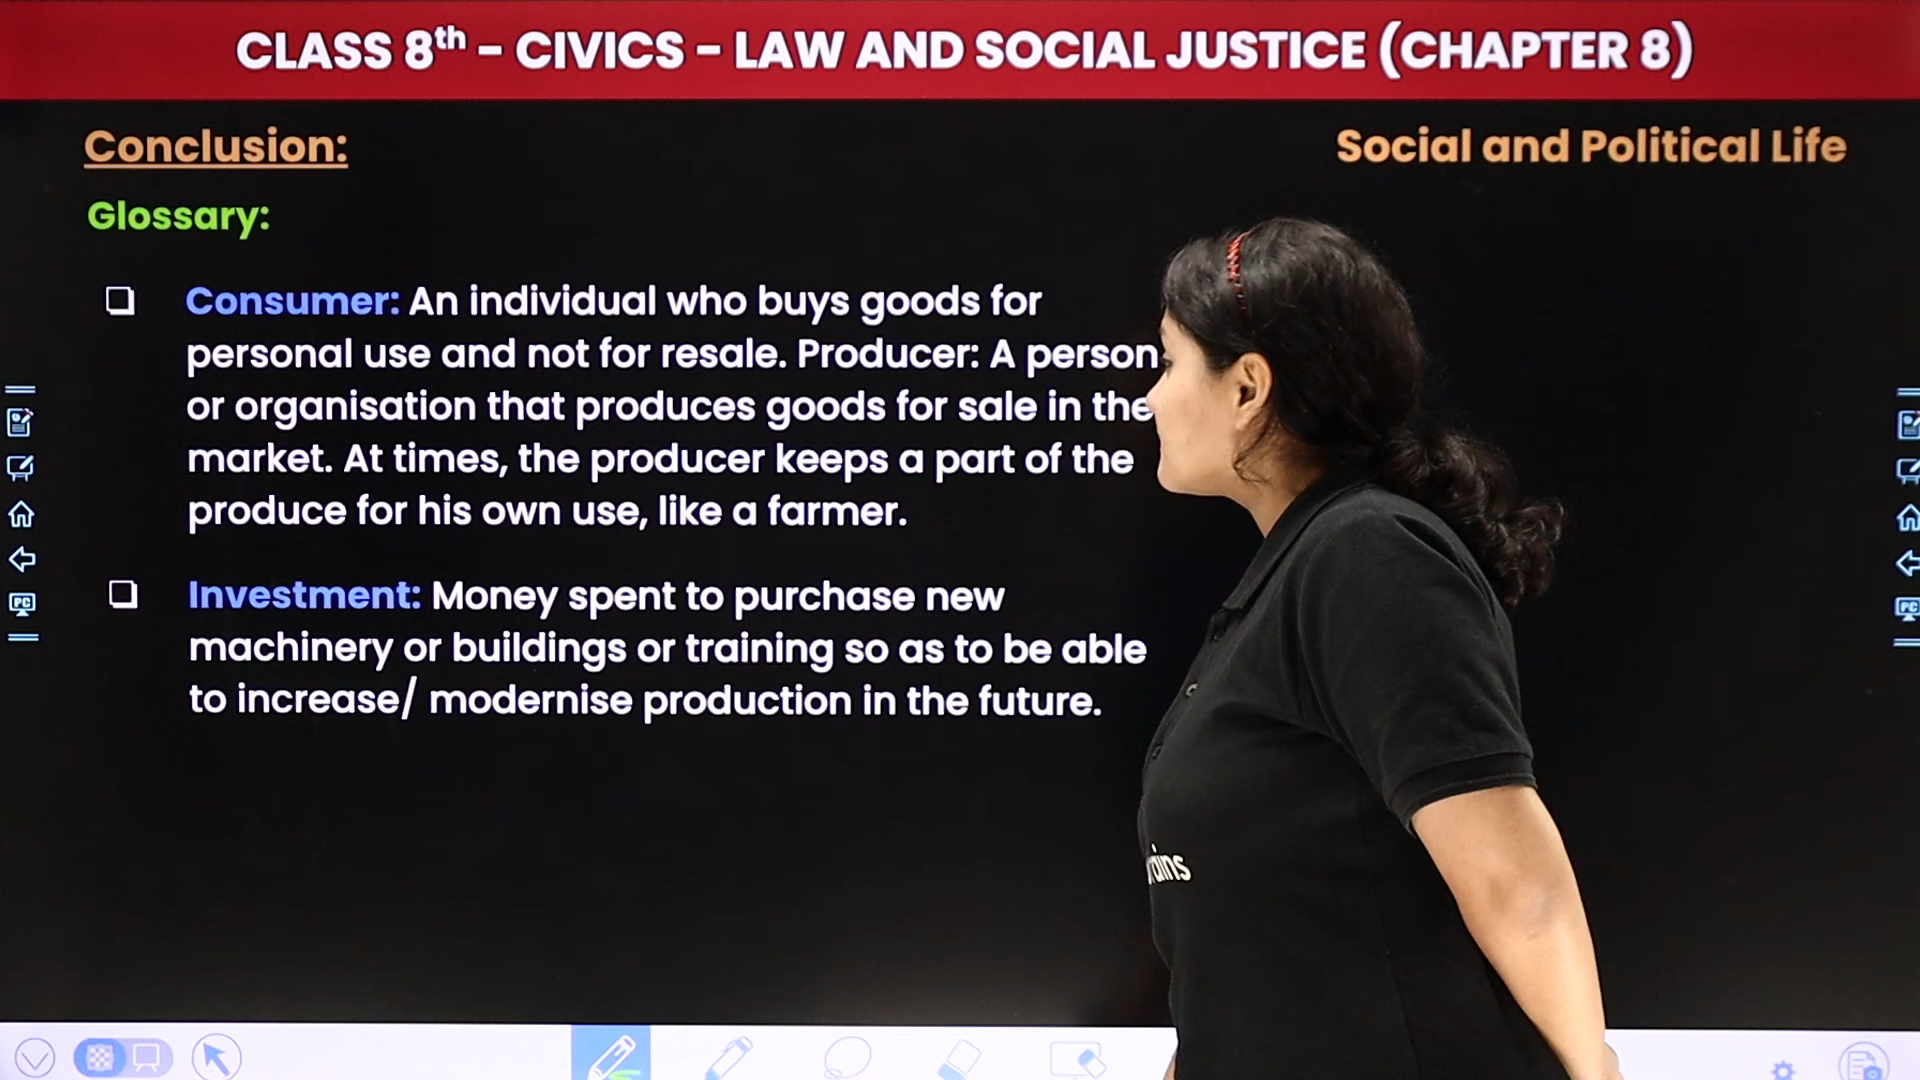 CLASS 8th - CIVICS - LAW AND SOCIAL JUSTICE (CHAPTER 8)
Conclusion:
Social and Political Life
Glossary:
❑ Consumer: An individual who buys goods for
personal use and not for resale. Producer: A person
or organisation that produces goods for sale in the
market. At times, the producer keeps a part of the
produce for his own use, like a farmer.
❑ Investment: Money spent to purchase new
machinery or buildings or training so as to be able
to increase/ modernise production in the future.
PC
PC